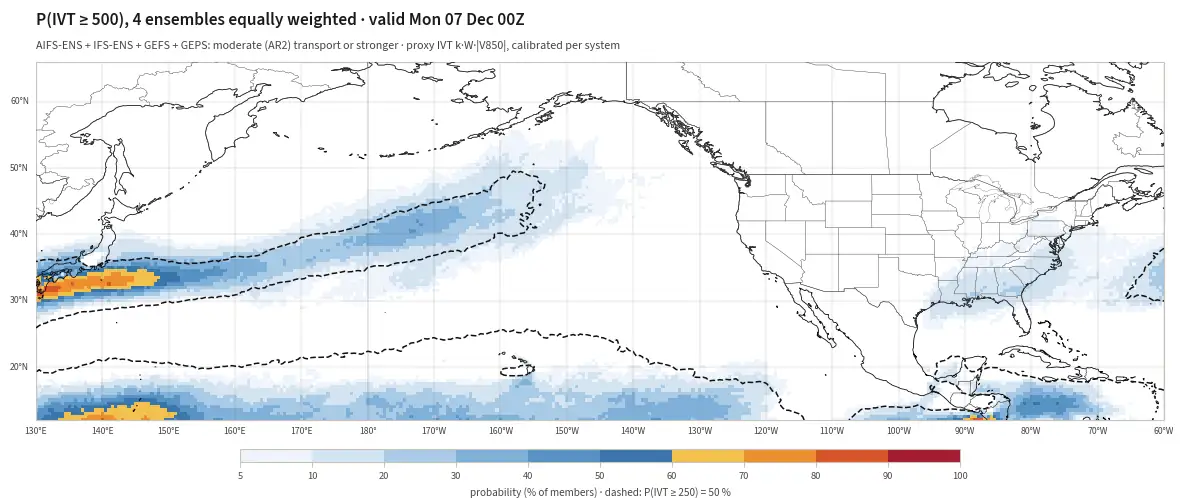 P(IVT ≥ 500), 4 ensembles equally weighted · valid Mon 07 Dec 00Z
AIFS-ENS + IFS-ENS + GEFS + GEPS: moderate (AR2) transport or stronger · proxy IVT k·W·|V850|, calibrated per system
60°N
50°N
40°N
30°N
20°N
130°E 140°E 150°E 160°E 170°E 180° 170°W 160°W 150°W 140°W 130°W 120°W 110°W 100°W 90°W 80°W 70°W 60°W
5 10 20 30 40 50 60 70 80 90 100
probability (% of members) · dashed: P(IVT ≥ 250) = 50 %